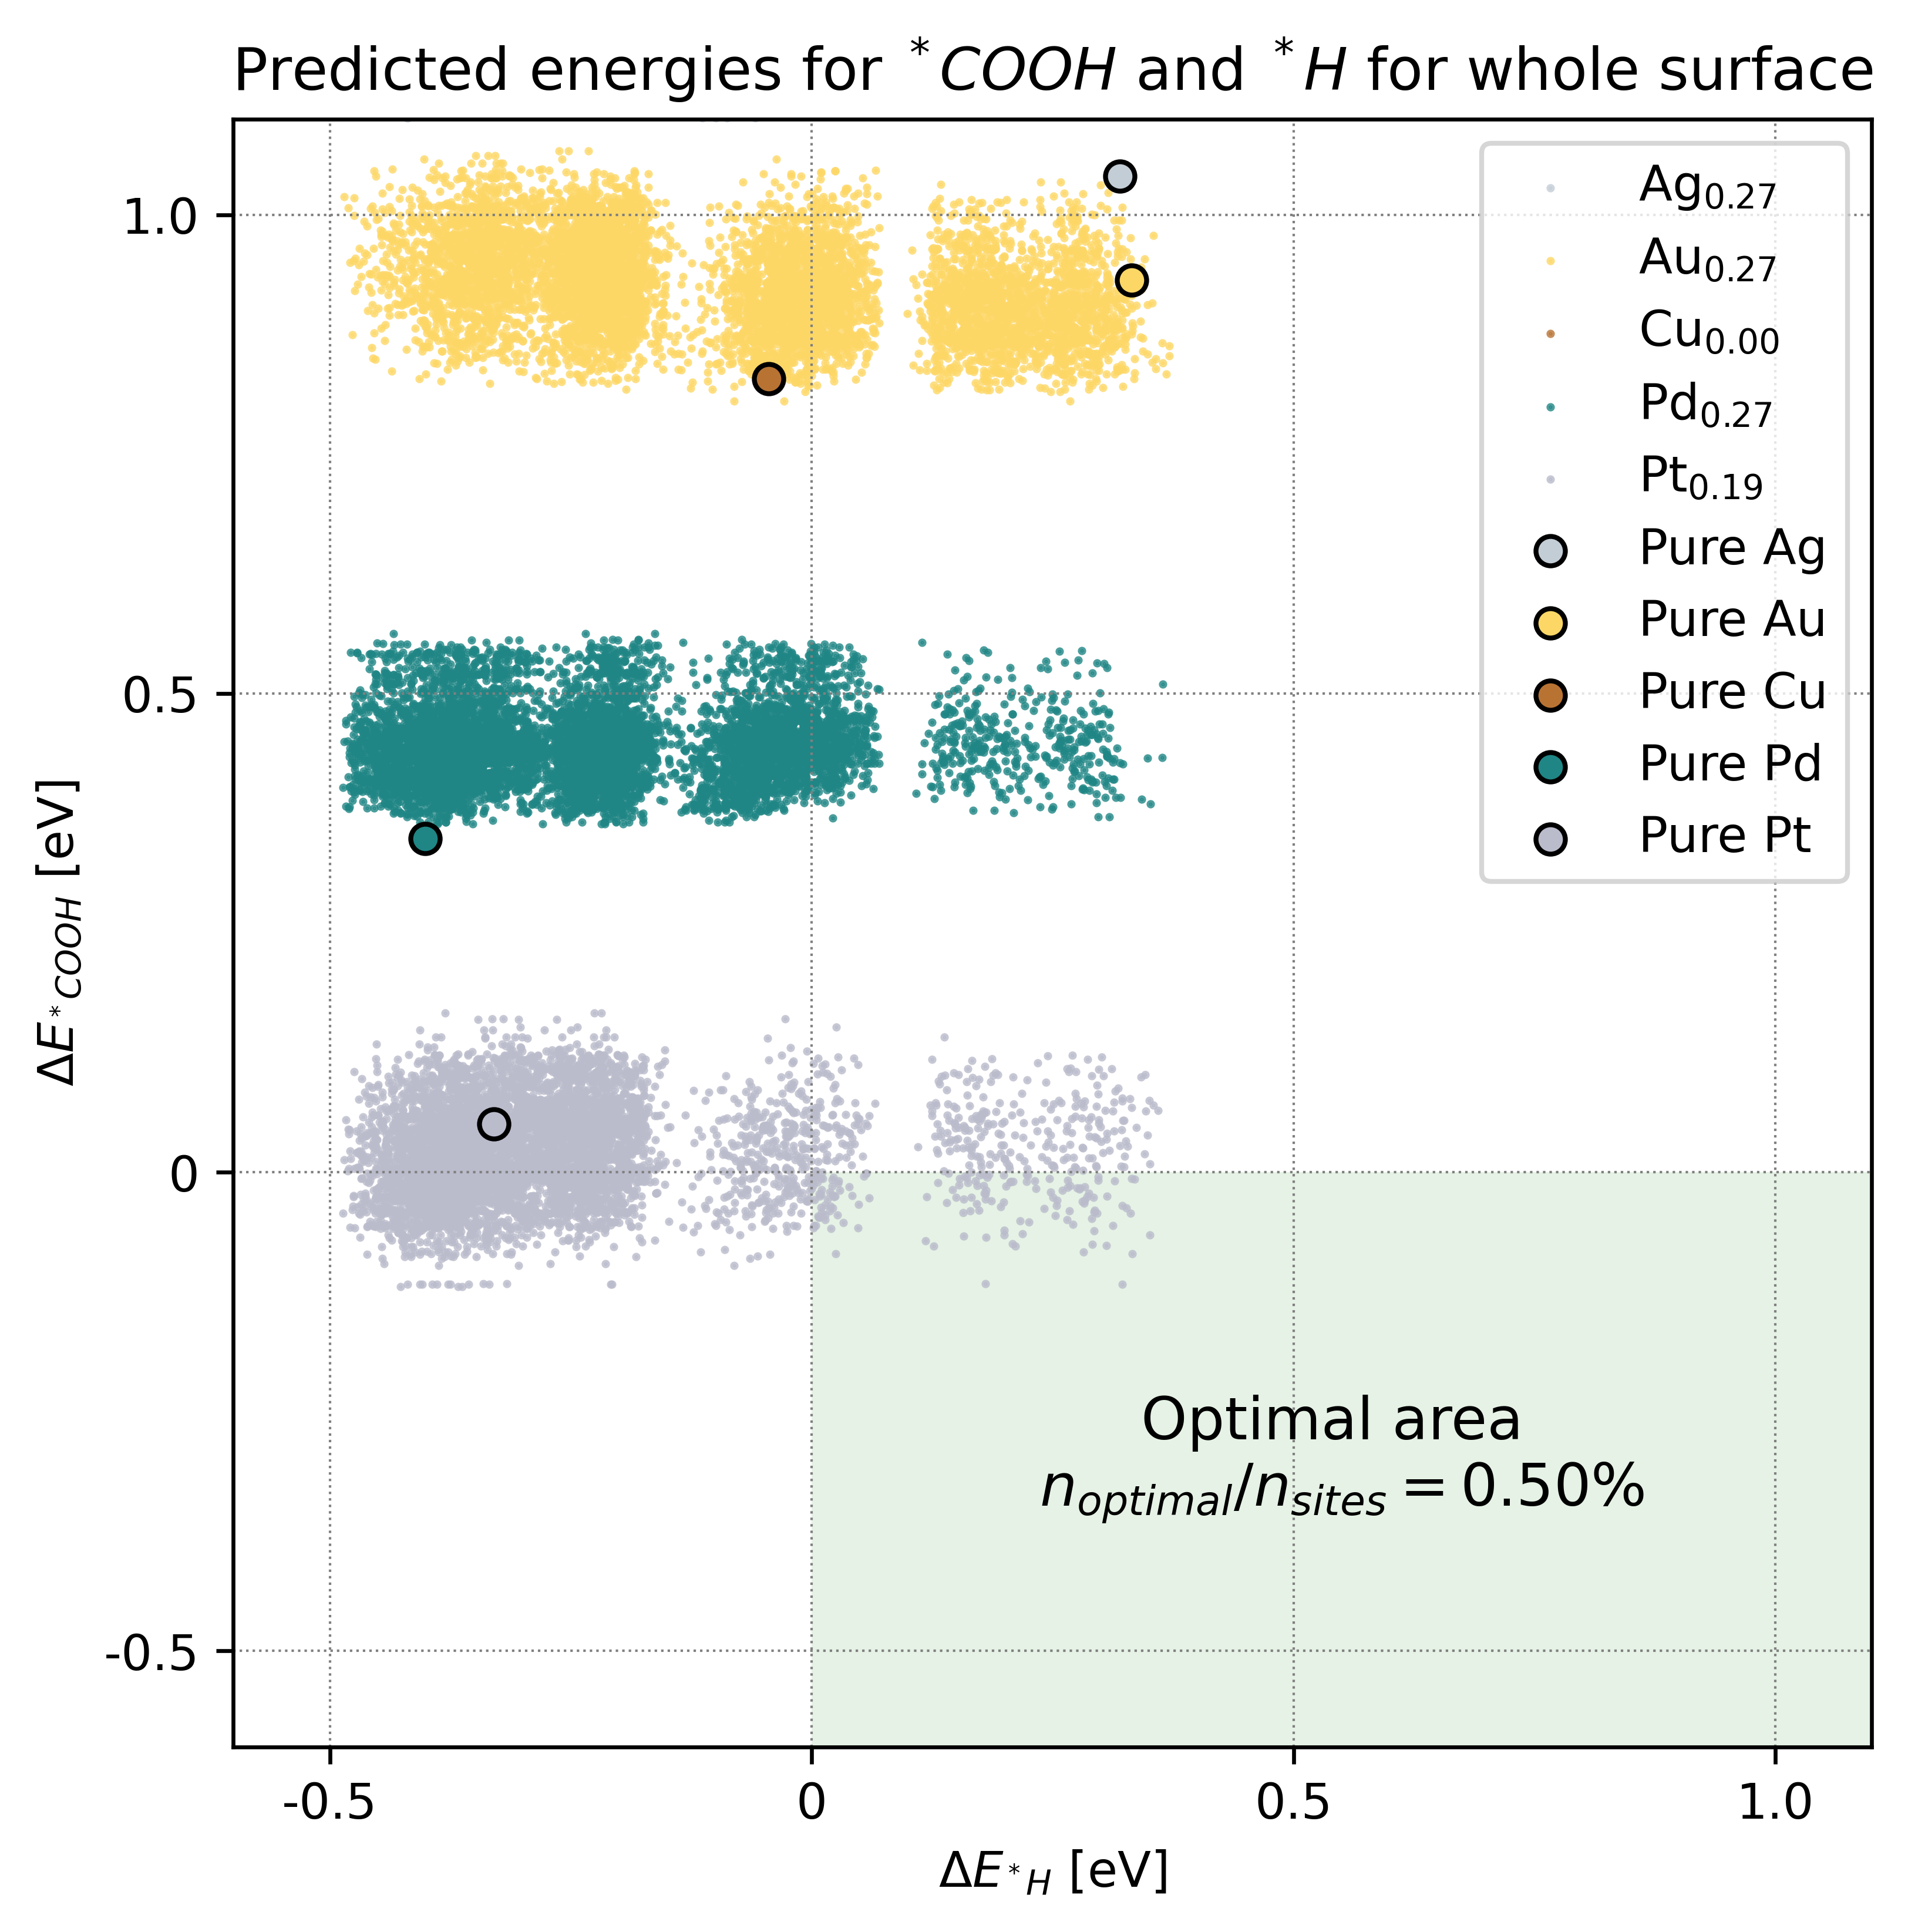 Predicted energies for *COOH and *H for whole surface
Ag0.27
Au0.27
Cu0.00
Pd0.27
Pt0.19
Pure Ag
Pure Au
Pure Cu
Pure Pd
Pure Pt
1.0
0.5
0
-0.5
ΔE*COOH [eV]
Optimal area
noptimal/nsites = 0.50%
-0.5
0
0.5
1.0
ΔE*H [eV]